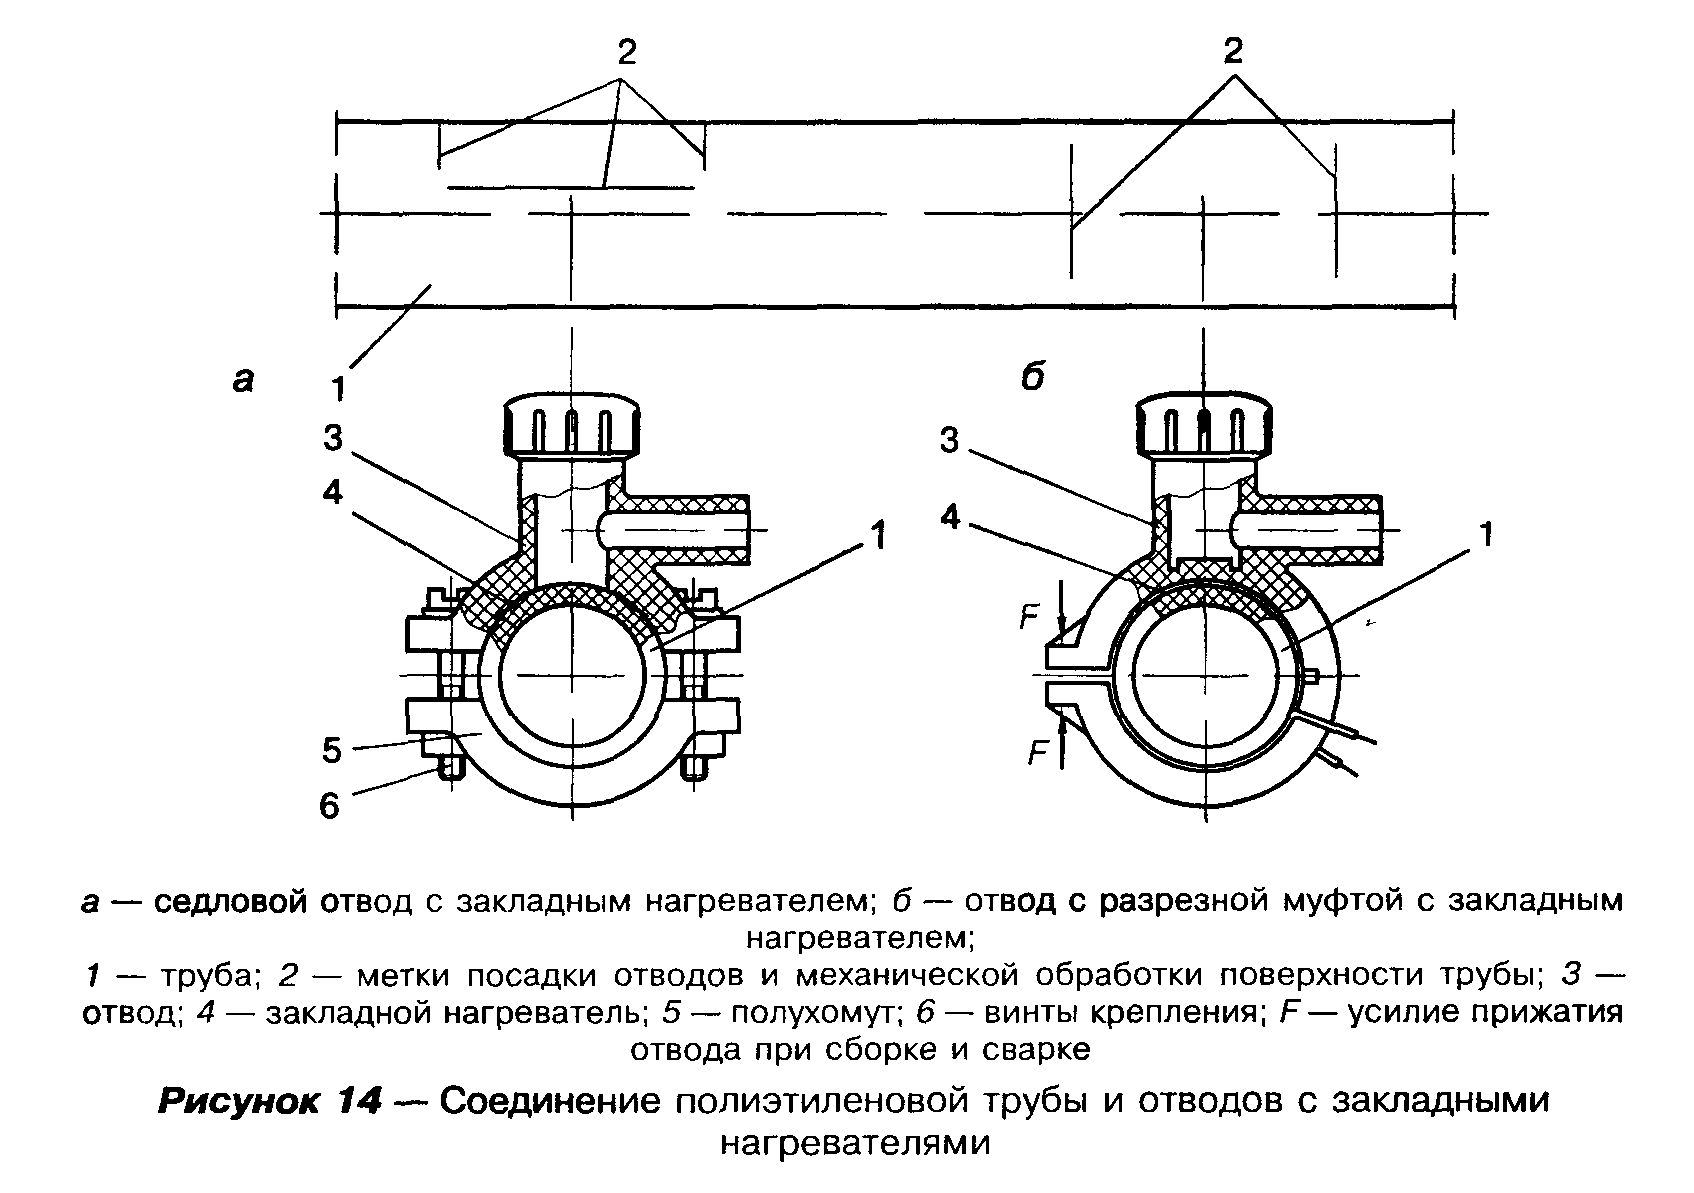 2 2
1
а б
3 3
4 4
1 1
F
5 F
6
а — седловой отвод с закладным нагревателем; б — отвод с разрезной муфтой с закладным
нагревателем;
1 — труба; 2 — метки посадки отводов и механической обработки поверхности трубы; 3 —
отвод; 4 — закладной нагреватель; 5 — полухомут; 6 — винты крепления; F — усилие прижатия
отвода при сборке и сварке
Рисунок 14 — Соединение полиэтиленовой трубы и отводов с закладными
нагревателями